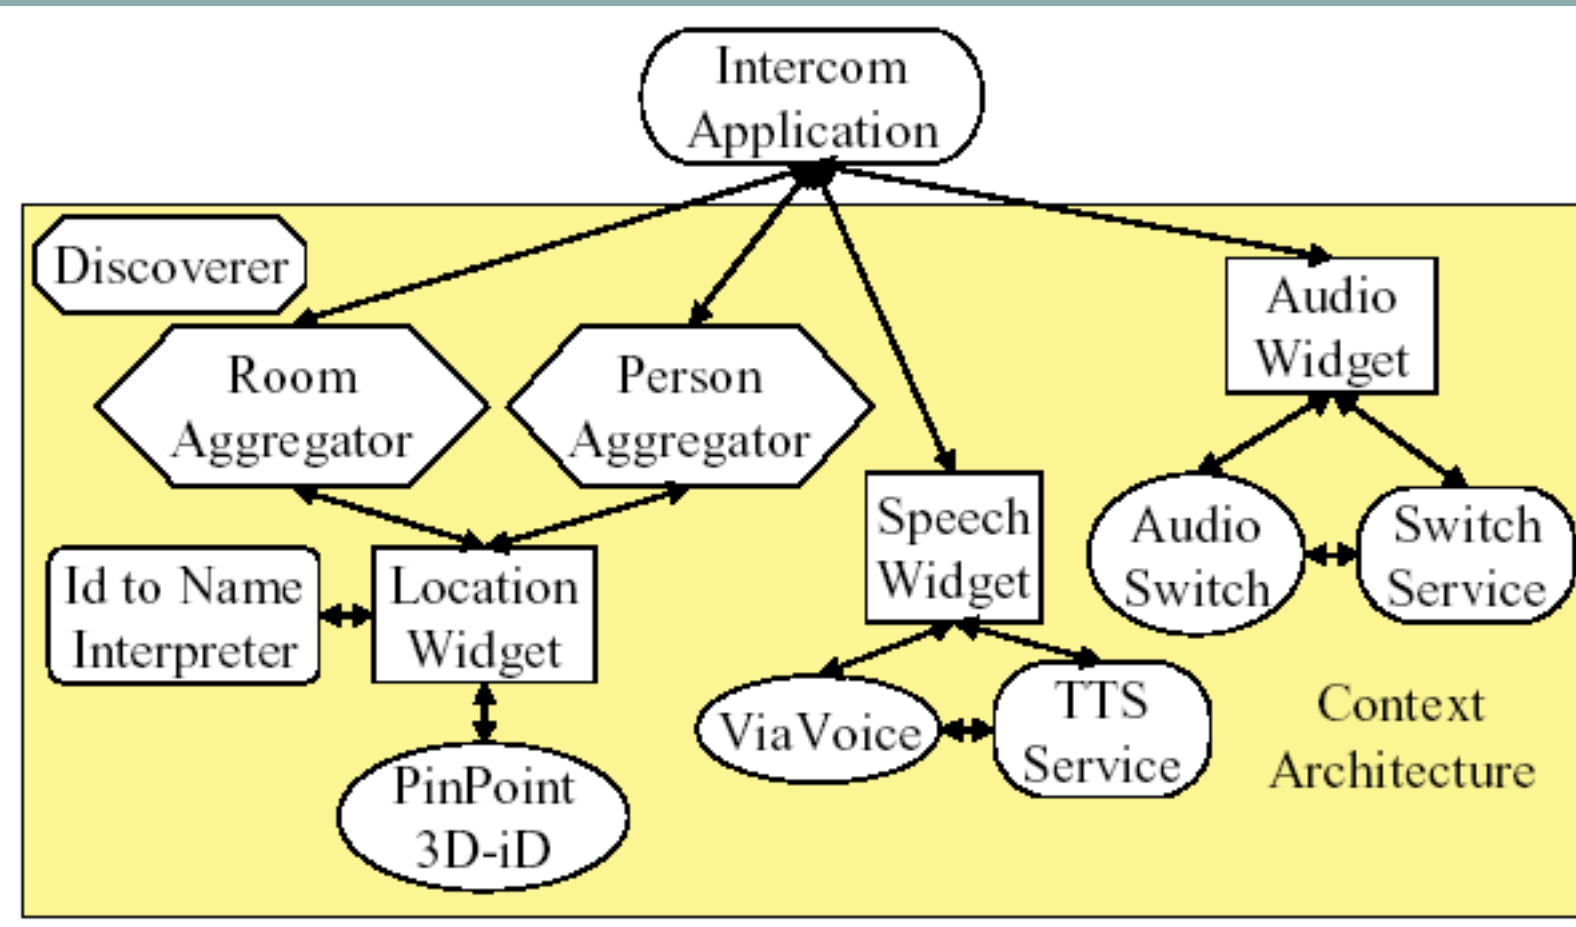 Intercom
Application
Discoverer
Room
Aggregator
Person
Aggregator
Audio
Widget
Id to Name
Interpreter
Location
Widget
Speech
Widget
Audio
Switch
Switch
Service
PinPoint
3D-iD
ViaVoice
TTS
Service
Context
Architecture